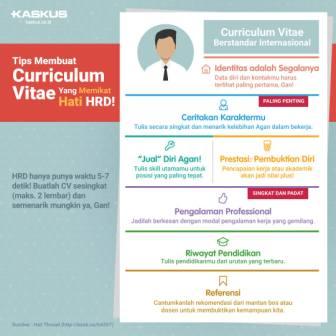 KASKUS
kaskus.co.id
Tips Membuat
Curriculum
Vitae Yang Memikat
Hati HRD!
HRD hanya punya waktu 5-7
detik! Buatlah CV sesingkat
(maks. 2 lembar) dan
semenarik mungkin ya, Gan!
Curriculum Vitae
Berstandar Internasional
Identitas adalah Segalanya
Data diri dan kontakmu harus
terlihat paling pertama, Gan!
PALING PENTING
Ceritakan Karaktermu
Tulis secara singkat dan menarik kelebihan Agan dalam bekerja.
"Jual" Diri Agan!
Tulis skill utamamu untuk
posisi yang paling tepat.
Prestasi: Pembuktian Diri
Pencapaian kerja atau akademik
akan jadi nilai plus!
SINGKAT DAN PADAT
Pengalaman Professional
Jadilah berkesan dengan modal pengalaman kerja yang gemilang.
Riwayat Pendidikan
Tulis pendidikanmu dari urutan yang terbaru.
Referensi
Cantumkanlah rekomendasi dari mantan bos atau
dosen untuk membuktikan kemampuan kita.
Sumber : Hot Thread